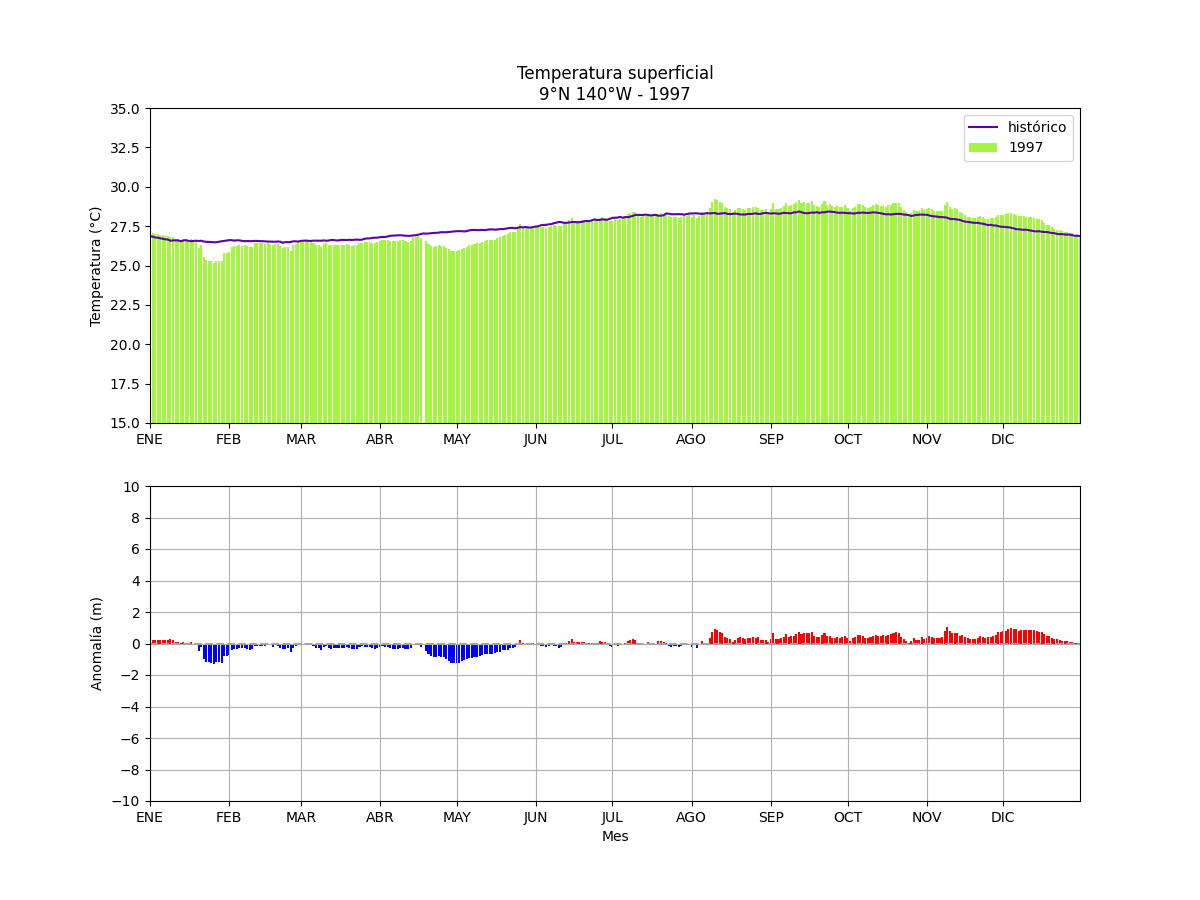 Temperatura superficial
9°N 140°W - 1997
35.0
32.5
30.0
27.5
25.0
22.5
20.0
17.5
15.0
Temperatura (°C)
histórico
1997
ENE FEB MAR ABR MAY JUN JUL AGO SEP OCT NOV DIC
10
8
6
4
2
0
−2
−4
−6
−8
−10
Anomalía (m)
ENE FEB MAR ABR MAY JUN JUL AGO SEP OCT NOV DIC
Mes